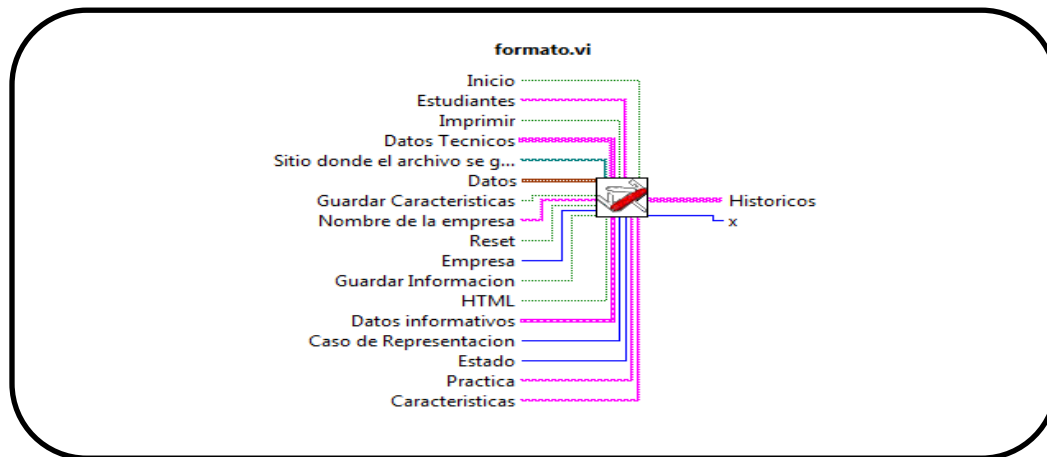 formato.vi
Inicio
Estudiantes
Imprimir
Datos Tecnicos
Sitio donde el archivo se g...
Datos
Guardar Caracteristicas
Nombre de la empresa
Reset
Empresa
Guardar Informacion
HTML
Datos informativos
Caso de Representacion
Estado
Practica
Caracteristicas
Historicos
x